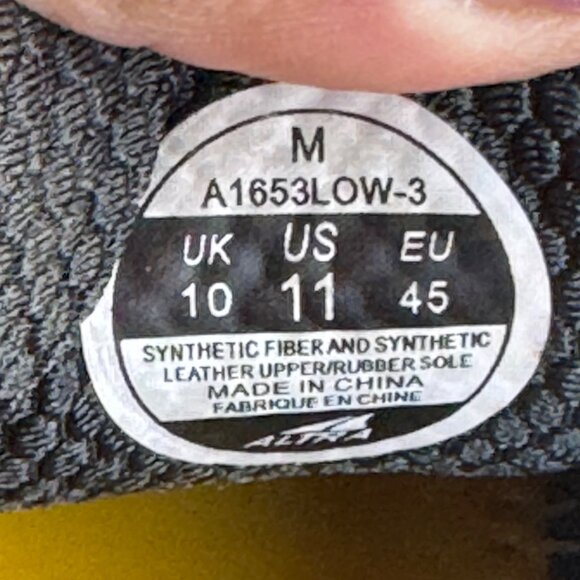 M
A1653LOW-3
UK US EU
10 11 45
SYNTHETIC FIBER AND SYNTHETIC
LEATHER UPPER/RUBBER SOLE
MADE IN CHINA
FABRIQUE EN CHINE
ALTRA